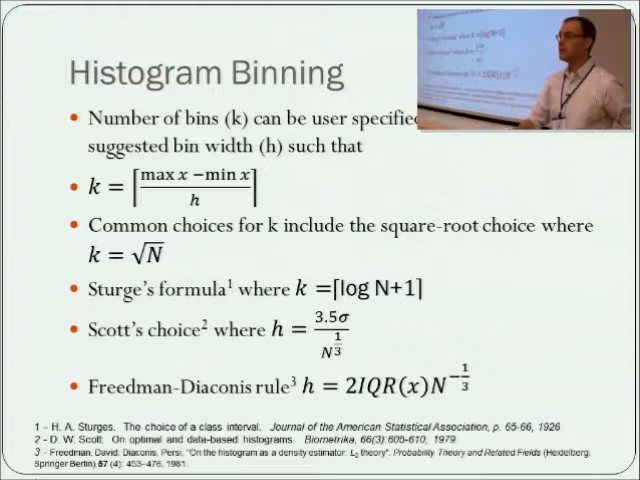 Histogram Binning
• Number of bins (k) can be user specified
suggested bin width (h) such that
• k = ⌈(max x − min x)/h⌉
• Common choices for k include the square-root choice where
k = √N
• Sturge's formula¹ where k =⌈log N+1⌉
• Scott's choice² where h = 3.5σ/N^(1/3)
• Freedman-Diaconis rule³ h = 2IQR(x)N^(−1/3)
1 – H. A. Sturges. The choice of a class interval. Journal of the American Statistical Association, p. 65-66, 1926
2 - D. W. Scott. On optimal and data-based histograms. Biometrika, 66(3):605-610, 1979.
3 – Freedman, David; Diaconis, Persi, "On the histogram as a density estimator: L₂ theory". Probability Theory and Related Fields (Heidelberg:
Springer Berlin) 57 (4): 453–476, 1981.